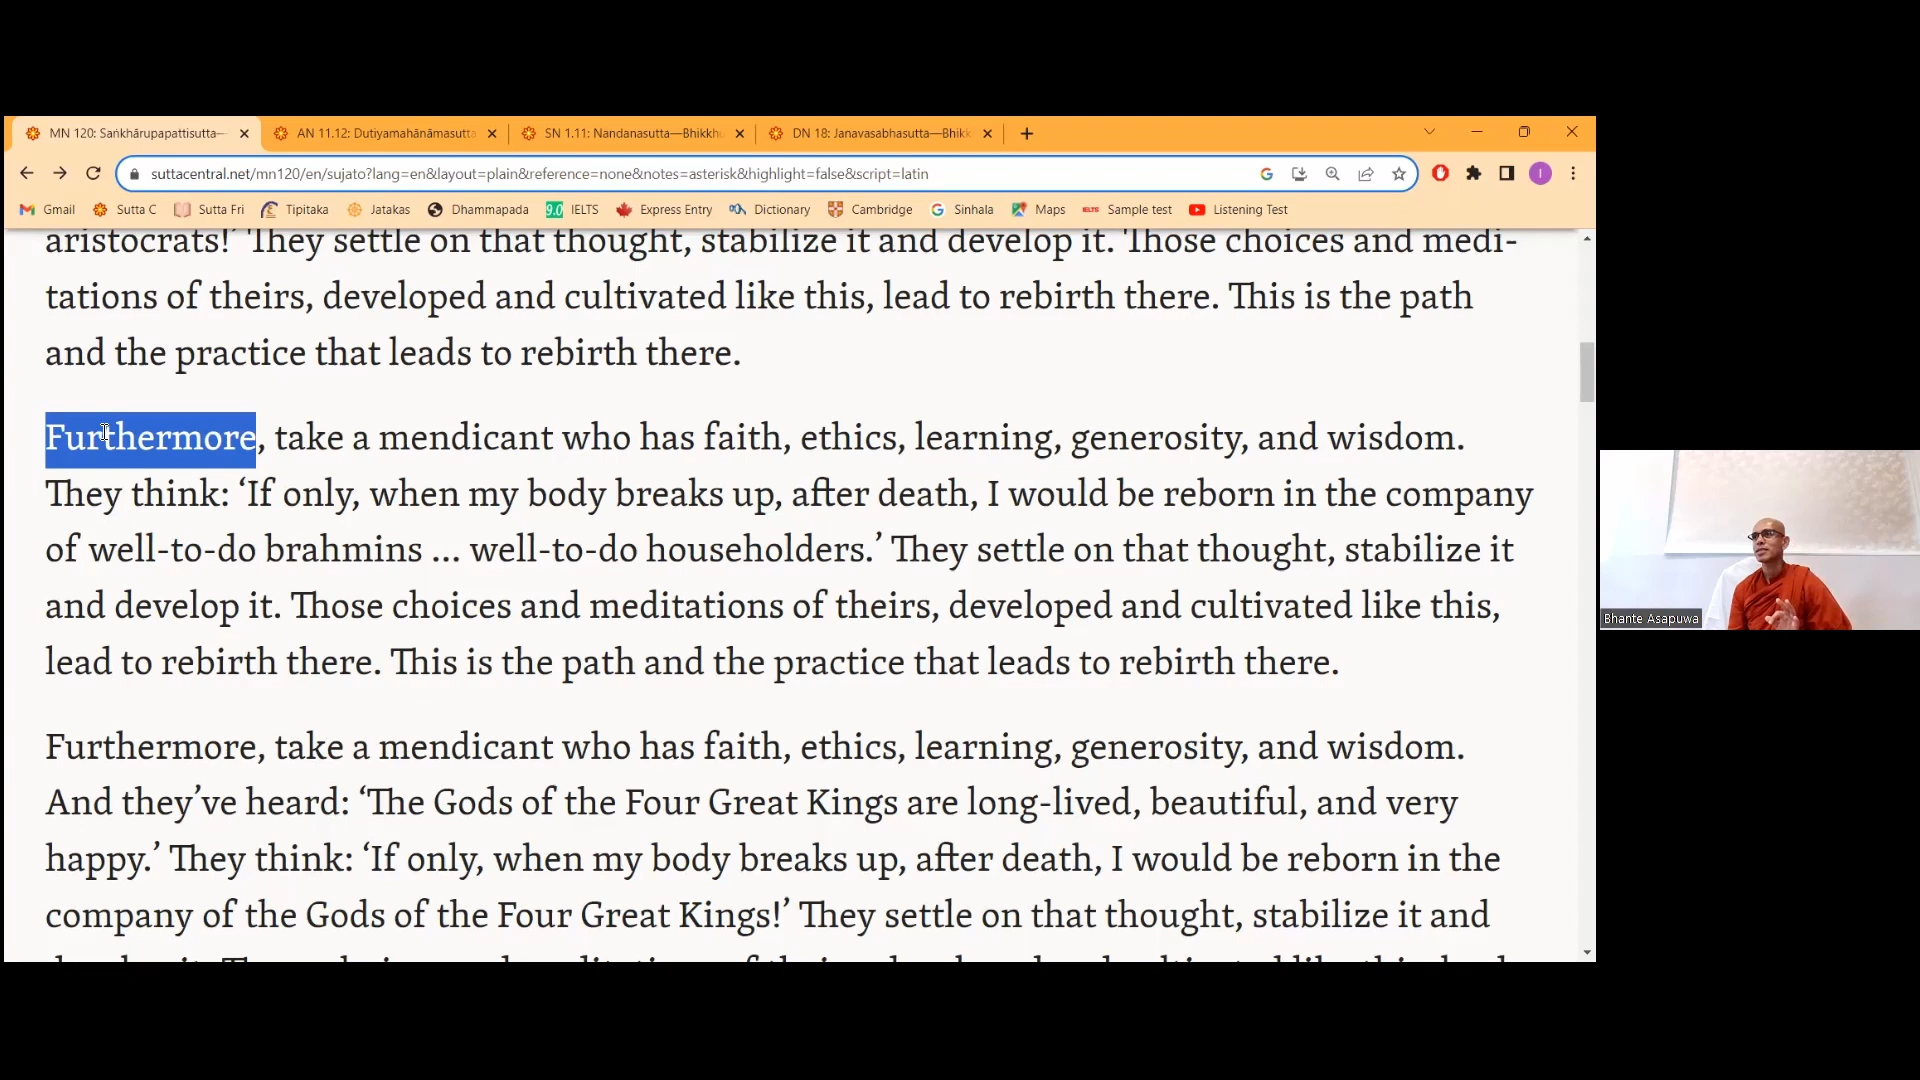 MN 120: Saṅkhārupapattisutta—
AN 11.12: Dutiyamahānāmasutta
SN 1.11: Nandanasutta—Bhikkhu
DN 18: Janavasabhasutta—Bhikk
suttacentral.net/mn120/en/sujato?lang=en&layout=plain&reference=none&notes=asterisk&highlight=false&script=latin
Gmail
Sutta C
Sutta Fri
Tipitaka
Jatakas
Dhammapada
9.0 IELTS
Express Entry
Dictionary
Cambridge
Sinhala
Maps
IELTS Sample test
Listening Test
aristocrats!’ They settle on that thought, stabilize it and develop it. Those choices and medi-
tations of theirs, developed and cultivated like this, lead to rebirth there. This is the path
and the practice that leads to rebirth there.
Furthermore, take a mendicant who has faith, ethics, learning, generosity, and wisdom.
They think: ‘If only, when my body breaks up, after death, I would be reborn in the company
of well-to-do brahmins … well-to-do householders.’ They settle on that thought, stabilize it
and develop it. Those choices and meditations of theirs, developed and cultivated like this,
lead to rebirth there. This is the path and the practice that leads to rebirth there.
Furthermore, take a mendicant who has faith, ethics, learning, generosity, and wisdom.
And they’ve heard: ‘The Gods of the Four Great Kings are long-lived, beautiful, and very
happy.’ They think: ‘If only, when my body breaks up, after death, I would be reborn in the
company of the Gods of the Four Great Kings!’ They settle on that thought, stabilize it and
Bhante Asapuwa